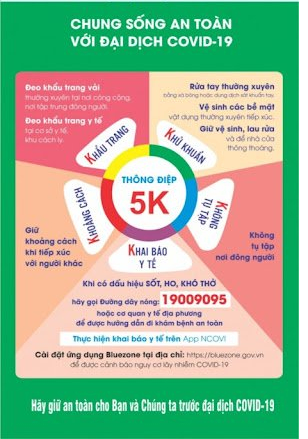 CHUNG SỐNG AN TOÀN
VỚI ĐẠI DỊCH COVID-19
Đeo khẩu trang vải
thường xuyên tại nơi công cộng,
nơi tập trung đông người.
Đeo khẩu trang y tế
tại cơ sở y tế,
khu cách ly.
KHẨU TRANG
Rửa tay thường xuyên
bằng xà bông hoặc dung dịch sát khuẩn tay.
Vệ sinh các bề mặt
vật dụng thường xuyên tiếp xúc.
Giữ vệ sinh, lau rửa
và để nhà cửa
thông thoáng.
KHỬ KHUẨN
THÔNG ĐIỆP
5K
KHOẢNG CÁCH
Giữ
khoảng cách
khi tiếp xúc
với người khác
KHÔNG
TỤ TẬP
Không
tụ tập
nơi đông người
KHAI BÁO
Y TẾ
Khi có dấu hiệu SỐT, HO, KHÓ THỞ
hãy gọi Đường dây nóng: 19009095
hoặc cơ quan y tế địa phương
để được hướng dẫn đi khám bệnh an toàn
Thực hiện khai báo y tế trên App NCOVI
Cài đặt ứng dụng Bluezone tại địa chỉ: https://bluezone.gov.vn
để được cảnh báo nguy cơ lây nhiễm COVID-19
Hãy giữ an toàn cho Bạn và Chúng ta trước đại dịch COVID-19